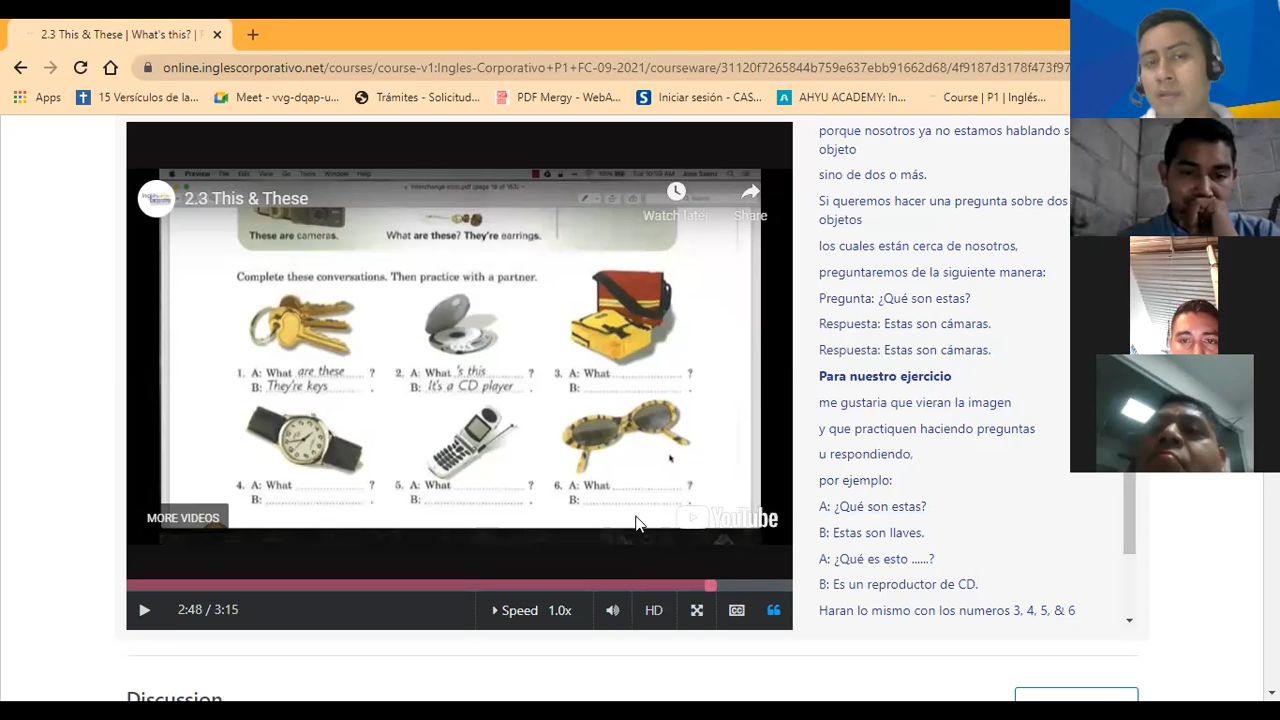 2.3 This & These | What's this? |
online.inglescorporativo.net/courses/course-v1:Ingles-Corporativo+P1+FC-09-2021/courseware/31120f7265844b759e637ebb91662d68/4f9187d3178f473f97
Apps
15 Versículos de la...
Meet - vvg-dqap-u...
Trámites - Solicitud...
PDF Mergy - WebA...
Iniciar sesión - CAS...
AHYU ACADEMY: In...
Course | P1 | Inglés...
Preview File Edit View Go Tools Window Help
2.3 This & These
Watch later
Share
These are cameras.
What are these? They're earrings.
Complete these conversations. Then practice with a partner.
1. A: What are these ?
B: They're keys .
2. A: What 's this ?
B: It's a CD player .
3. A: What ?
B: .
4. A: What ?
B: .
5. A: What ?
B: .
6. A: What ?
B: .
MORE VIDEOS
YouTube
2:48 / 3:15
Speed 1.0x
HD
porque nosotros ya no estamos hablando s
objeto
sino de dos o más.
Si queremos hacer una pregunta sobre dos
objetos
los cuales están cerca de nosotros,
preguntaremos de la siguiente manera:
Pregunta: ¿Qué son estas?
Respuesta: Estas son cámaras.
Respuesta: Estas son cámaras.
Para nuestro ejercicio
me gustaria que vieran la imagen
y que practiquen haciendo preguntas
u respondiendo,
por ejemplo:
A: ¿Qué son estas?
B: Estas son llaves.
A: ¿Qué es esto ......?
B: Es un reproductor de CD.
Haran lo mismo con los numeros 3, 4, 5, & 6
Discussion